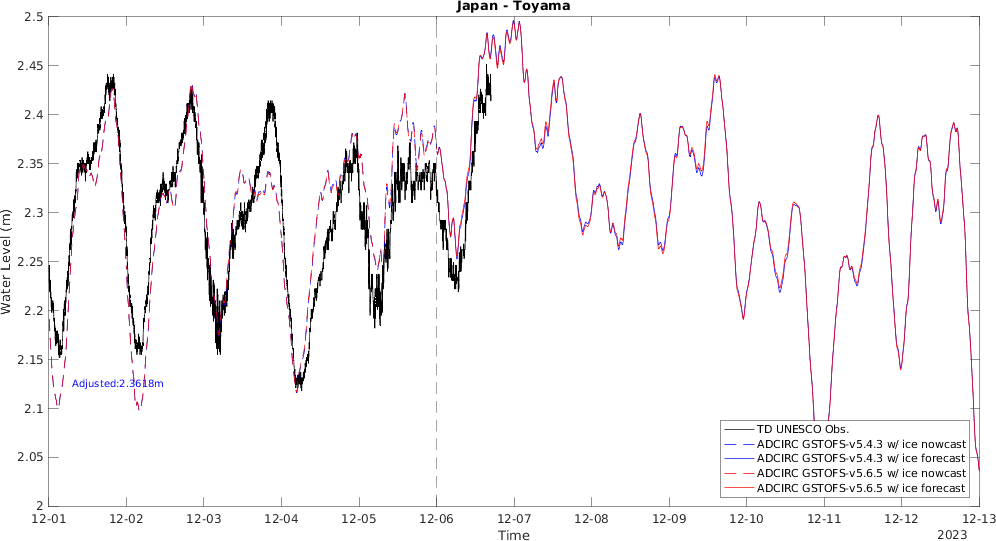 Japan - Toyama
2.5
2.45
2.4
2.35
2.3
2.25
2.2
2.15
2.1
2.05
2
Water Level (m)
Adjusted:2.3618m
TD UNESCO Obs.
ADCIRC GSTOFS-v5.4.3 w/ ice nowcast
ADCIRC GSTOFS-v5.4.3 w/ ice forecast
ADCIRC GSTOFS-v5.6.5 w/ ice nowcast
ADCIRC GSTOFS-v5.6.5 w/ ice forecast
12-01 12-02 12-03 12-04 12-05 12-06 12-07 12-08 12-09 12-10 12-11 12-12 12-13
Time
2023